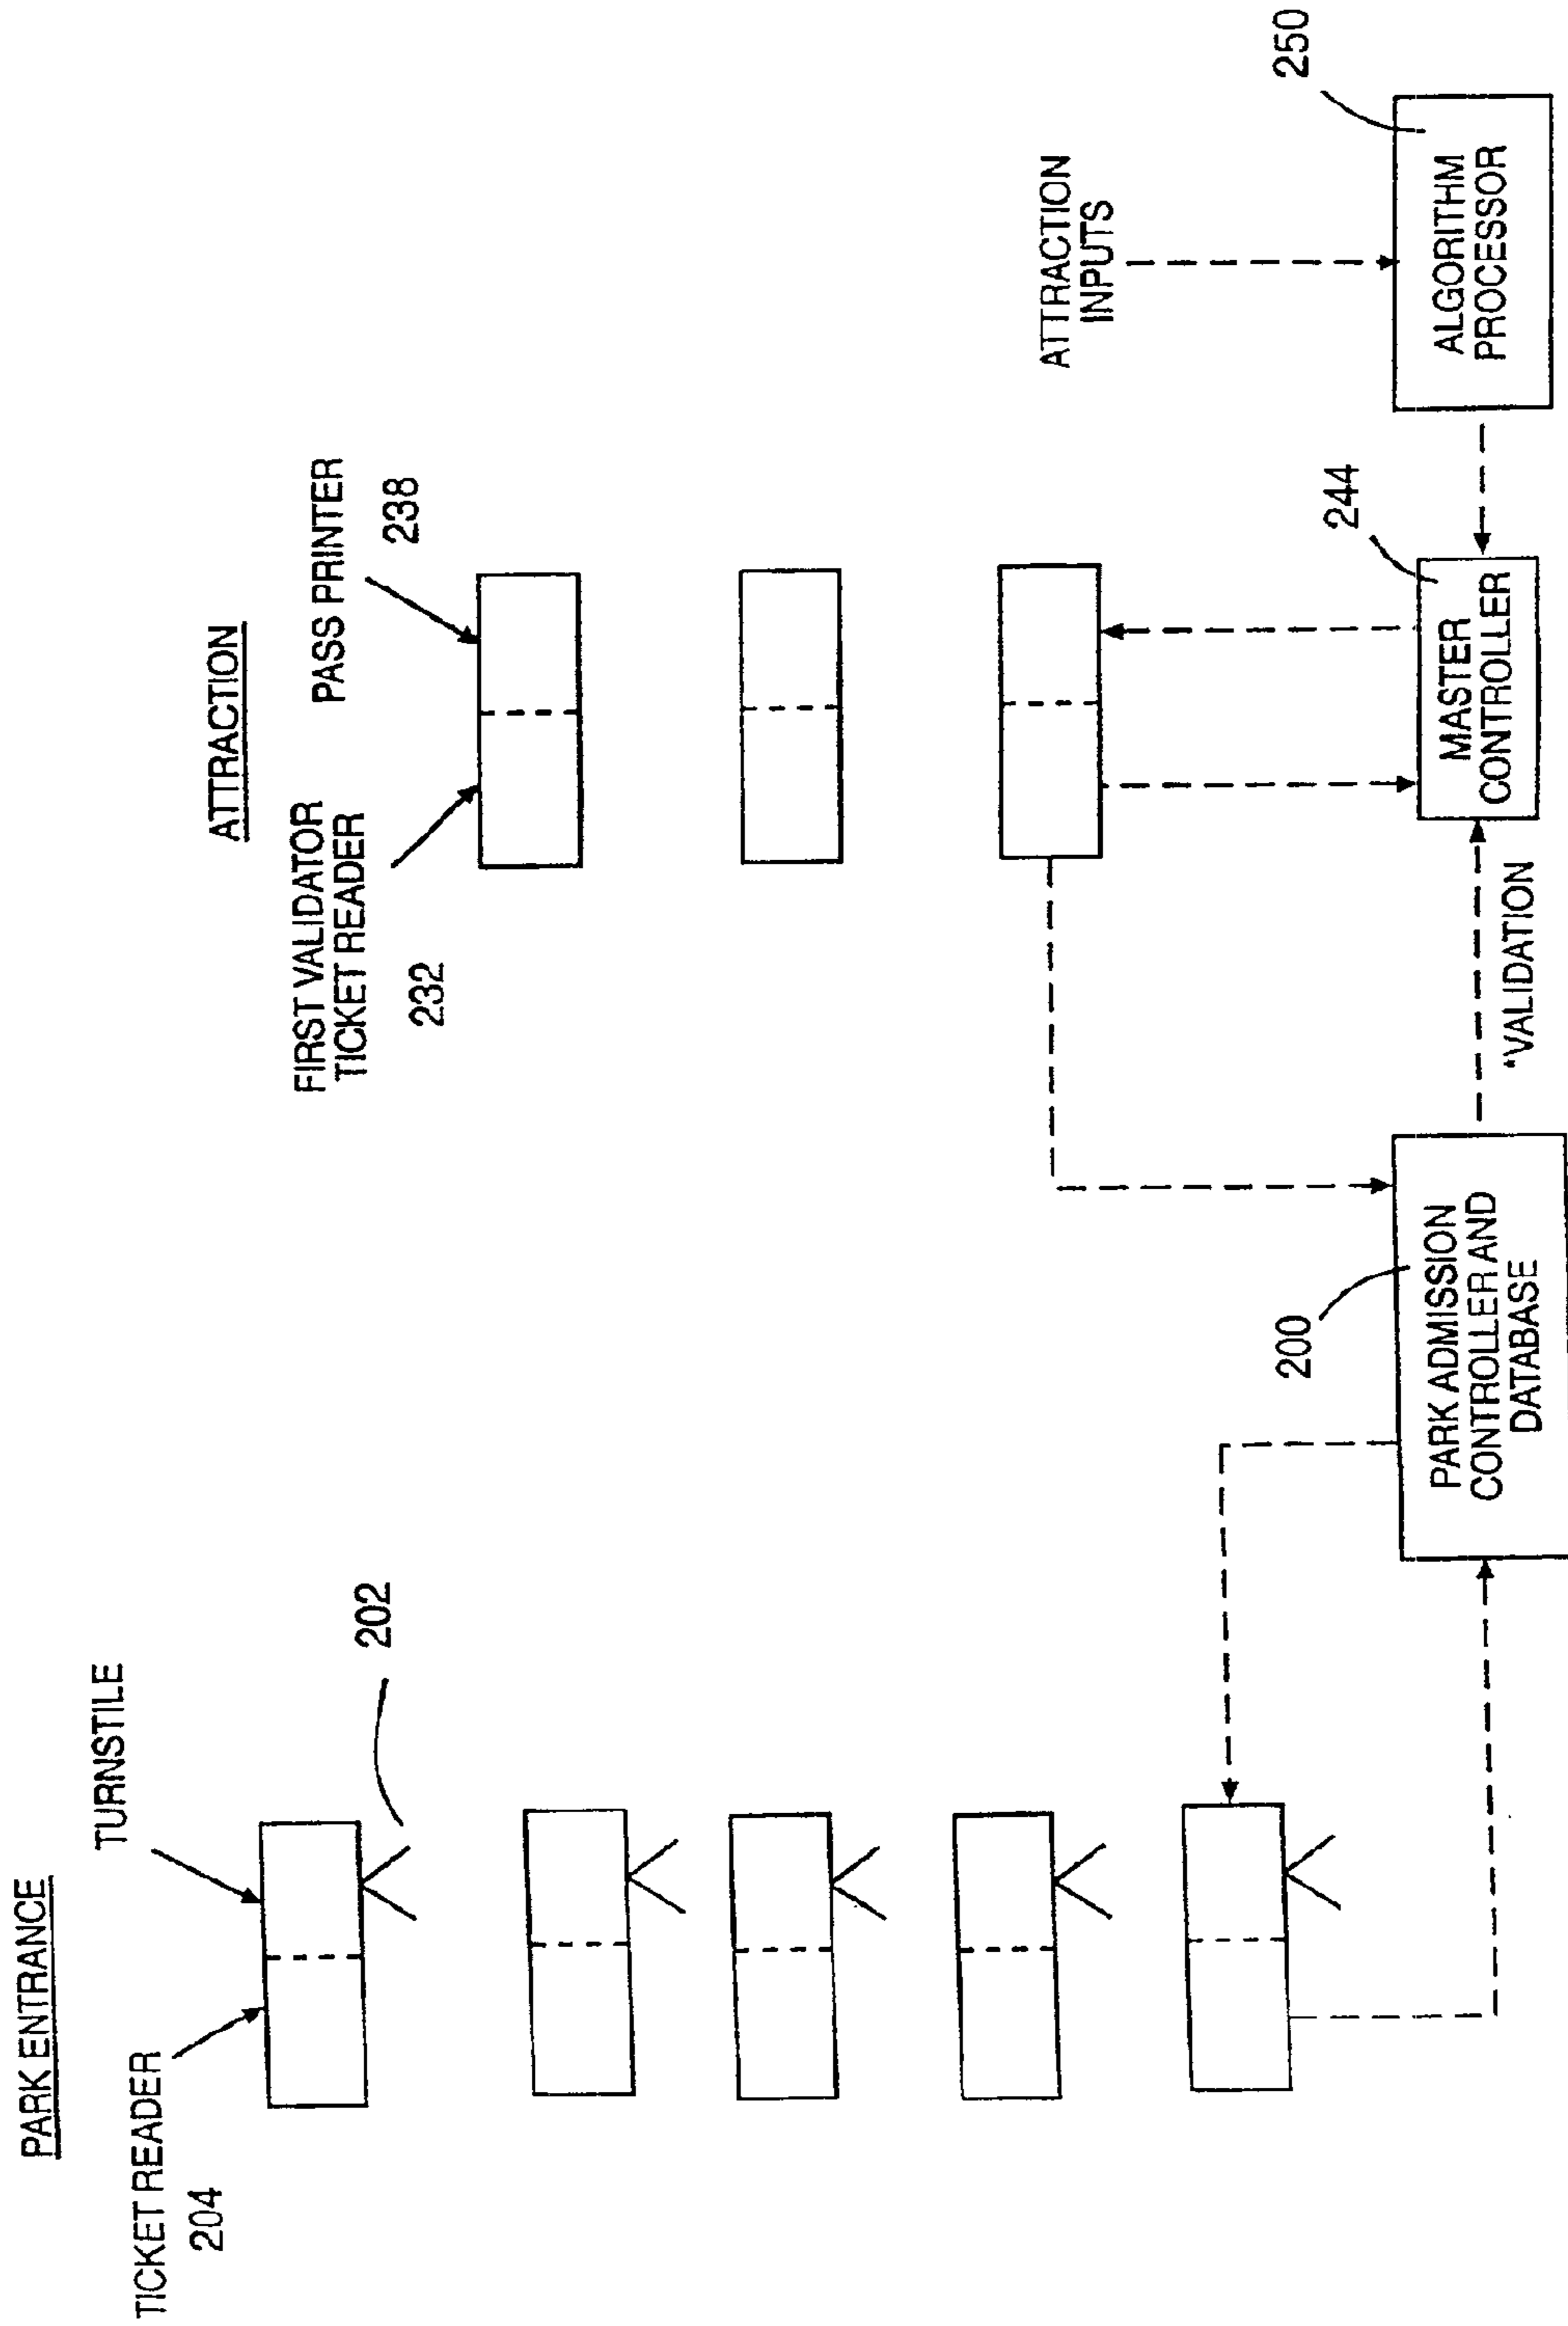 PARK ENTRANCE
TICKET READER
204
TURNSTILE
202
ATTRACTION
FIRST VALIDATOR
TICKET READER
232
PASS PRINTER
238
ATTRACTION
INPUTS
200
PARK ADMISSION
CONTROLLER AND
DATABASE
"VALIDATION
244
MASTER
CONTROLLER
250
ALGORITHM
PROCESSOR